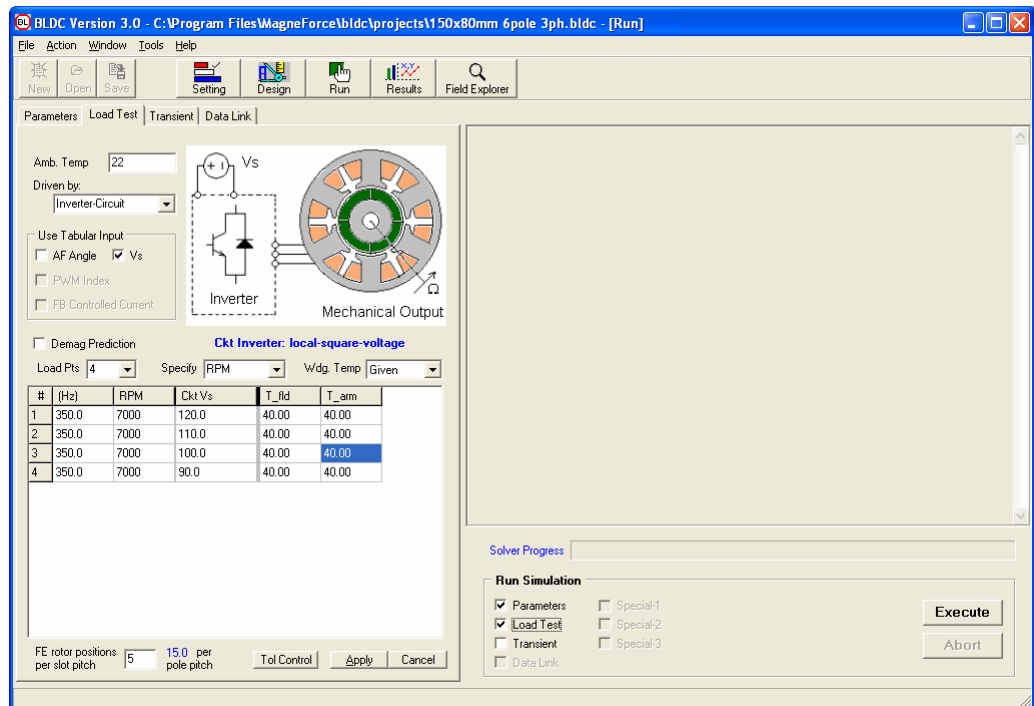 BLDC Version 3.0 - C:\Program Files\MagneForce\bldc\projects\150x80mm 6pole 3ph.bldc - [Run]
File Action Window Tools Help
New Open Save Setting Design Run Results Field Explorer
Parameters Load Test Transient Data Link
Amb. Temp 22
Driven by:
Inverter-Circuit
Use Tabular Input
AF Angle Vs
PWM Index
FB Controlled Current
Vs
Inverter
Ω
Mechanical Output
Demag Prediction Ckt Inverter: local-square-voltage
Load Pts 4 Specify RPM Wdg. Temp Given
# (Hz) RPM Ckt Vs T_fld T_arm
1 350.0 7000 120.0 40.00 40.00
2 350.0 7000 110.0 40.00 40.00
3 350.0 7000 100.0 40.00 40.00
4 350.0 7000 90.0 40.00 40.00
FE rotor positions per slot pitch 5 15.0 per pole pitch Tol Control Apply Cancel
Solver Progress
Run Simulation
Parameters Special-1
Load Test Special-2
Transient Special-3
Data Link
Execute
Abort